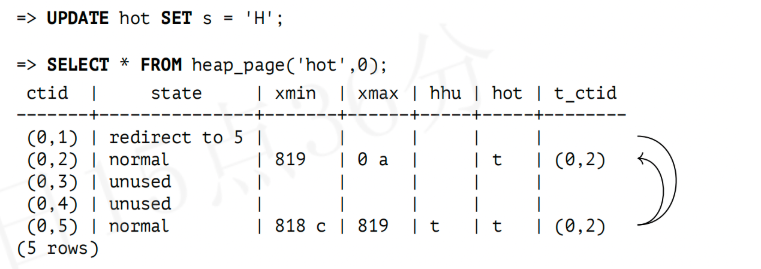 => UPDATE hot SET s = 'H';
=> SELECT * FROM heap_page('hot',0);
ctid | state | xmin | xmax | hhu | hot | t_ctid
-------+---------------+-------+------+-----+-----+--------
(0,1) | redirect to 5 | | | | |
(0,2) | normal | 819 | 0 a | | t | (0,2)
(0,3) | unused | | | | |
(0,4) | unused | | | | |
(0,5) | normal | 818 c | 819 | t | t | (0,2)
(5 rows)